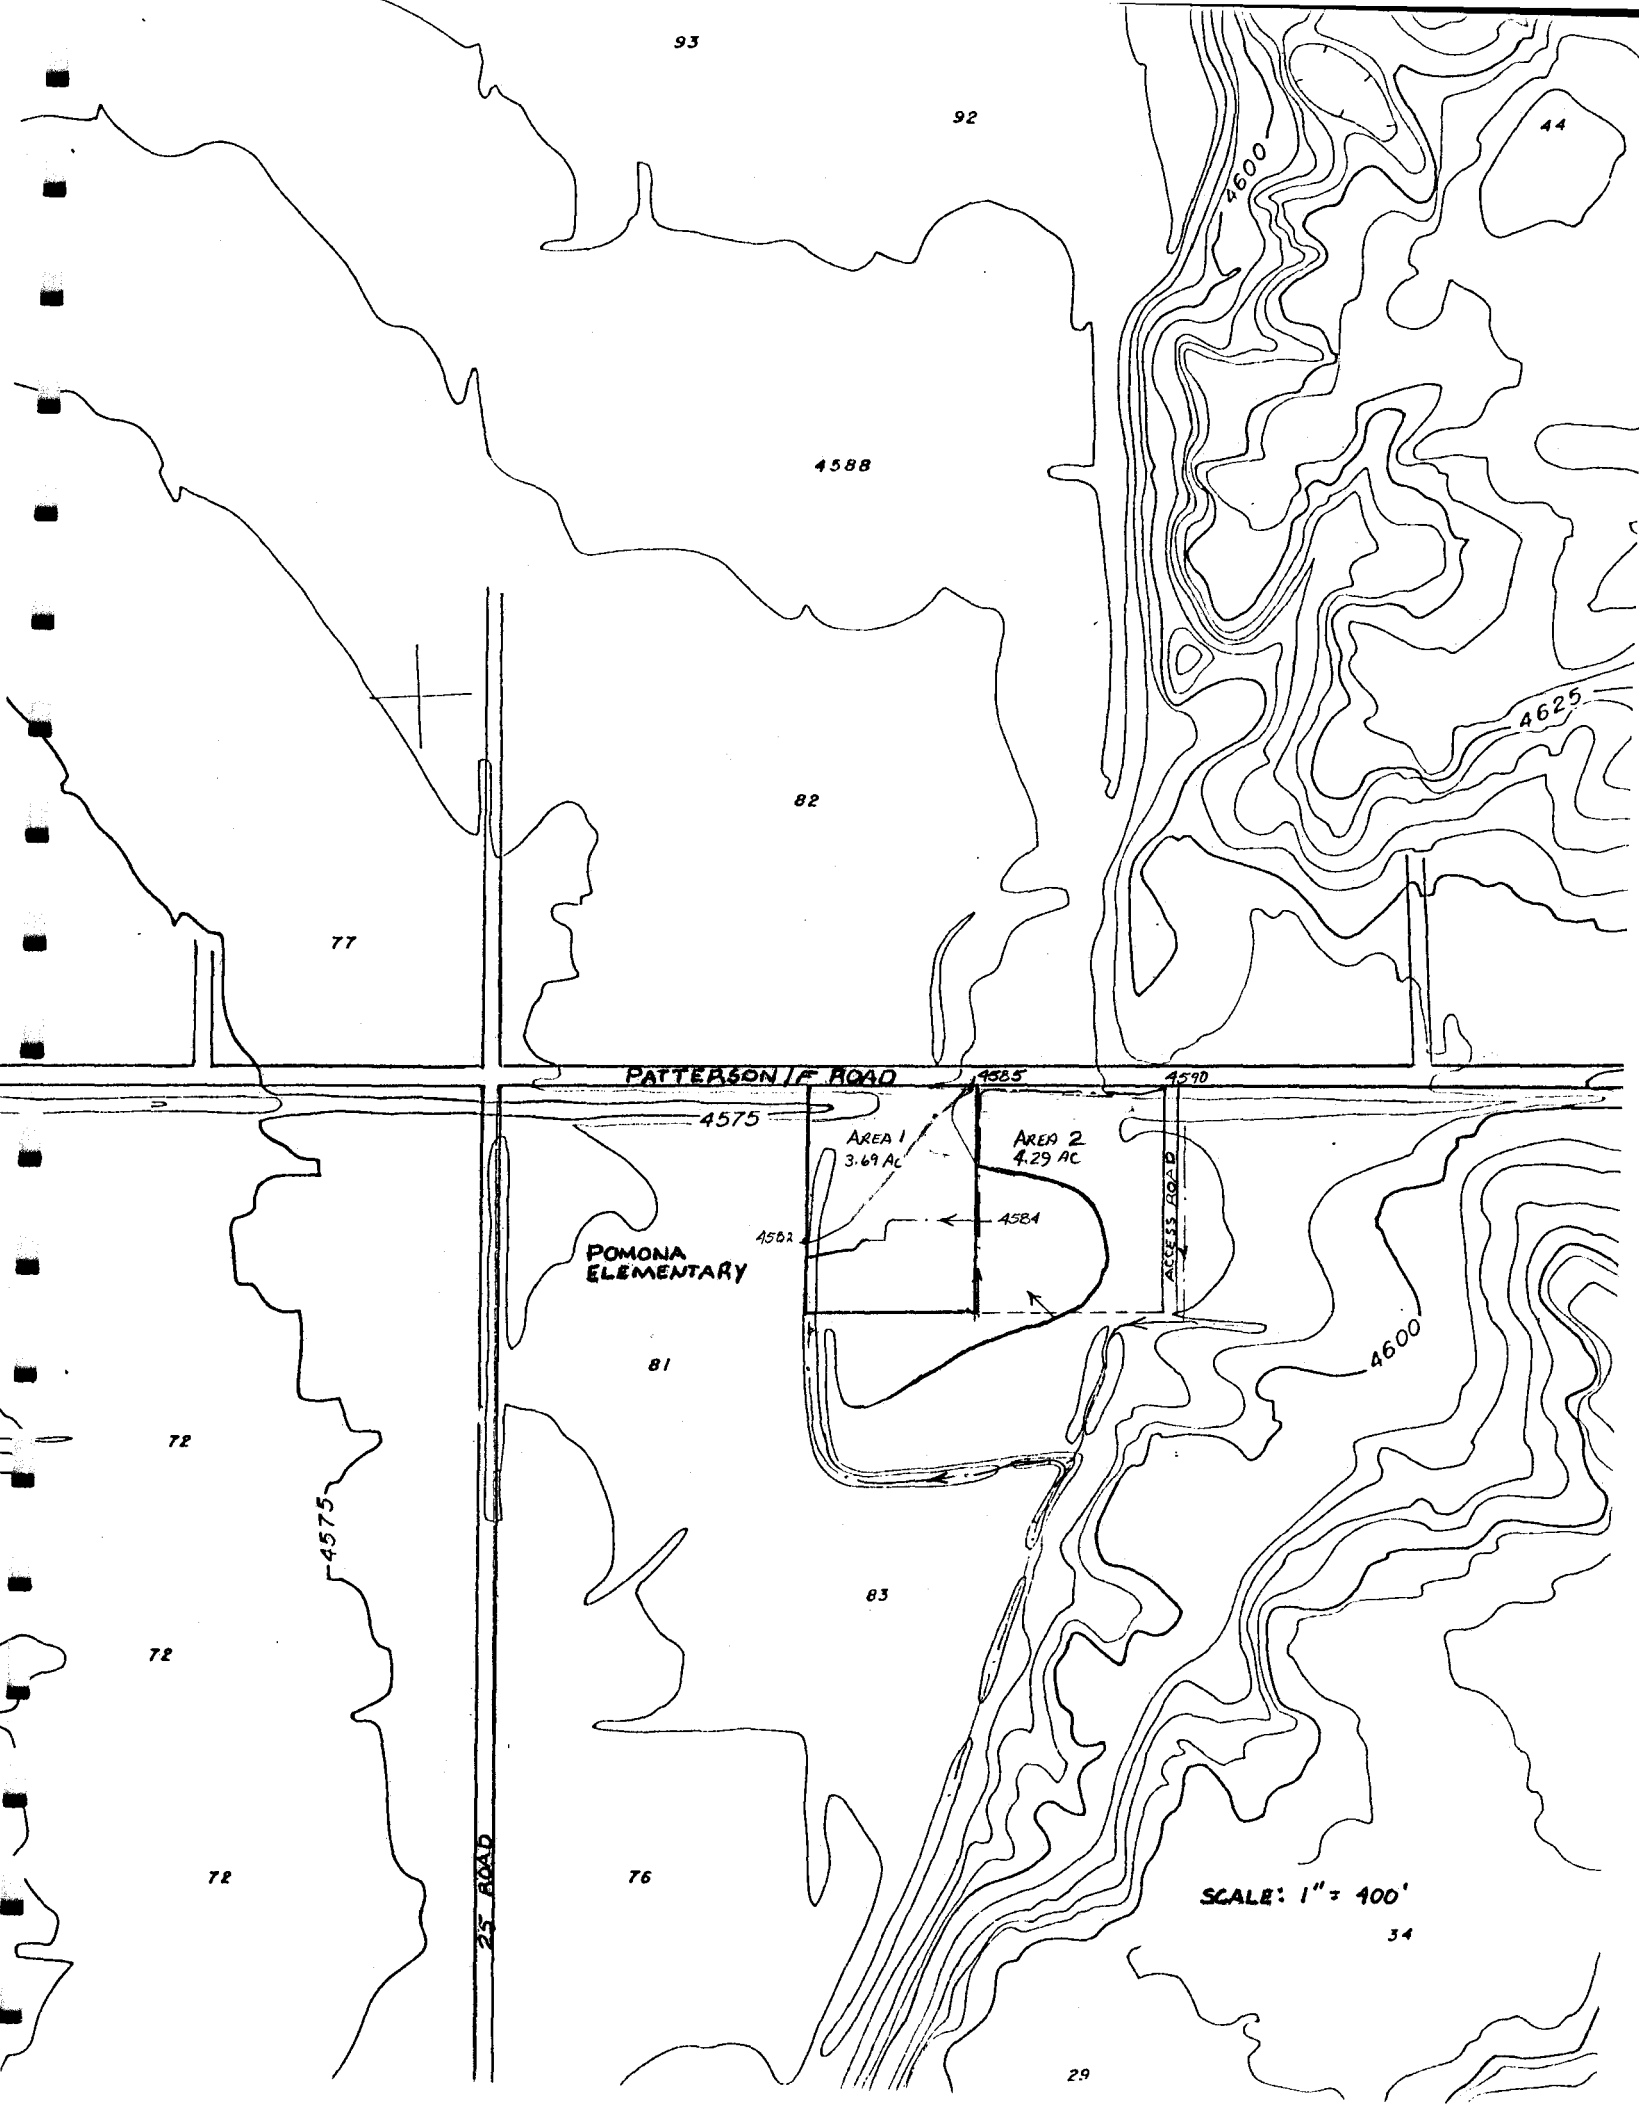 93
92
44
4600
4588
4625
82
77
PATTERSON/F ROAD
4585
4590
4575
AREA 1
3.69 AC
AREA 2
4.29 AC
ACCESS ROAD
4582
4584
POMONA
ELEMENTARY
81
4600
72
4575
83
72
72
25 ROAD
76
SCALE: 1" = 400'
34
29